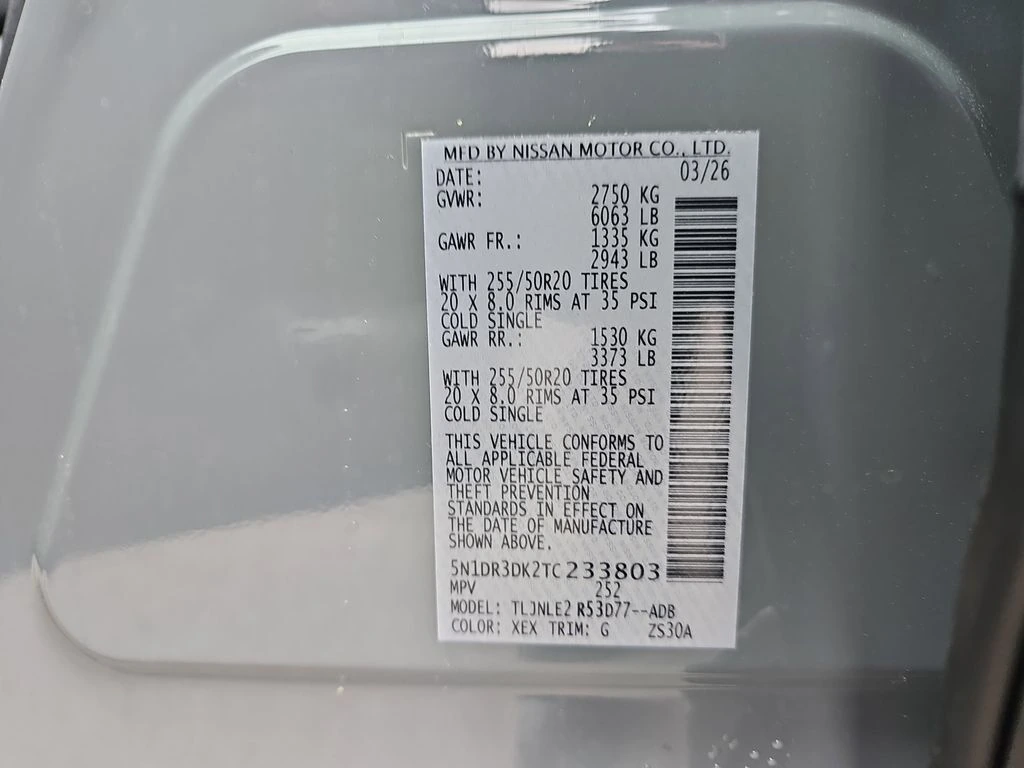 MFD BY NISSAN MOTOR CO., LTD.
DATE: 03/26
GVWR: 2750 KG
6063 LB
GAWR FR.: 1335 KG
2943 LB
WITH 255/50R20 TIRES
20 X 8.0 RIMS AT 35 PSI
COLD SINGLE
GAWR RR.: 1530 KG
3373 LB
WITH 255/50R20 TIRES
20 X 8.0 RIMS AT 35 PSI
COLD SINGLE
THIS VEHICLE CONFORMS TO
ALL APPLICABLE FEDERAL
MOTOR VEHICLE SAFETY AND
THEFT PREVENTION
STANDARDS IN EFFECT ON
THE DATE OF MANUFACTURE
SHOWN ABOVE.
5N1DR3DK2TC233803
MPV 252
MODEL: TLJNLE2 R53D77--ADB
COLOR: XEX TRIM: G ZS30A